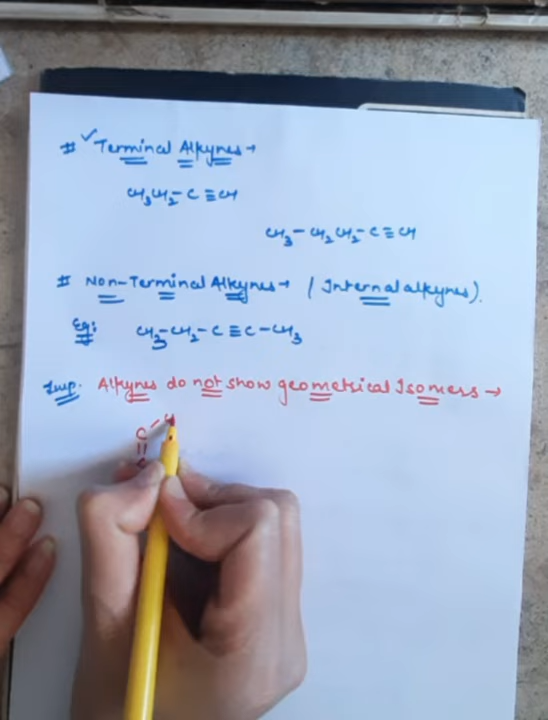 # ✓Terminal Alkynes →
CH₃CH₂-C≡CH
CH₃-CH₂CH₂-C≡CH
# Non-Terminal Alkynes → (Internal alkynes).
Eg:
CH₃-CH₂-C≡C-CH₃
Imp. Alkynes do not show geometrical Isomers →
C